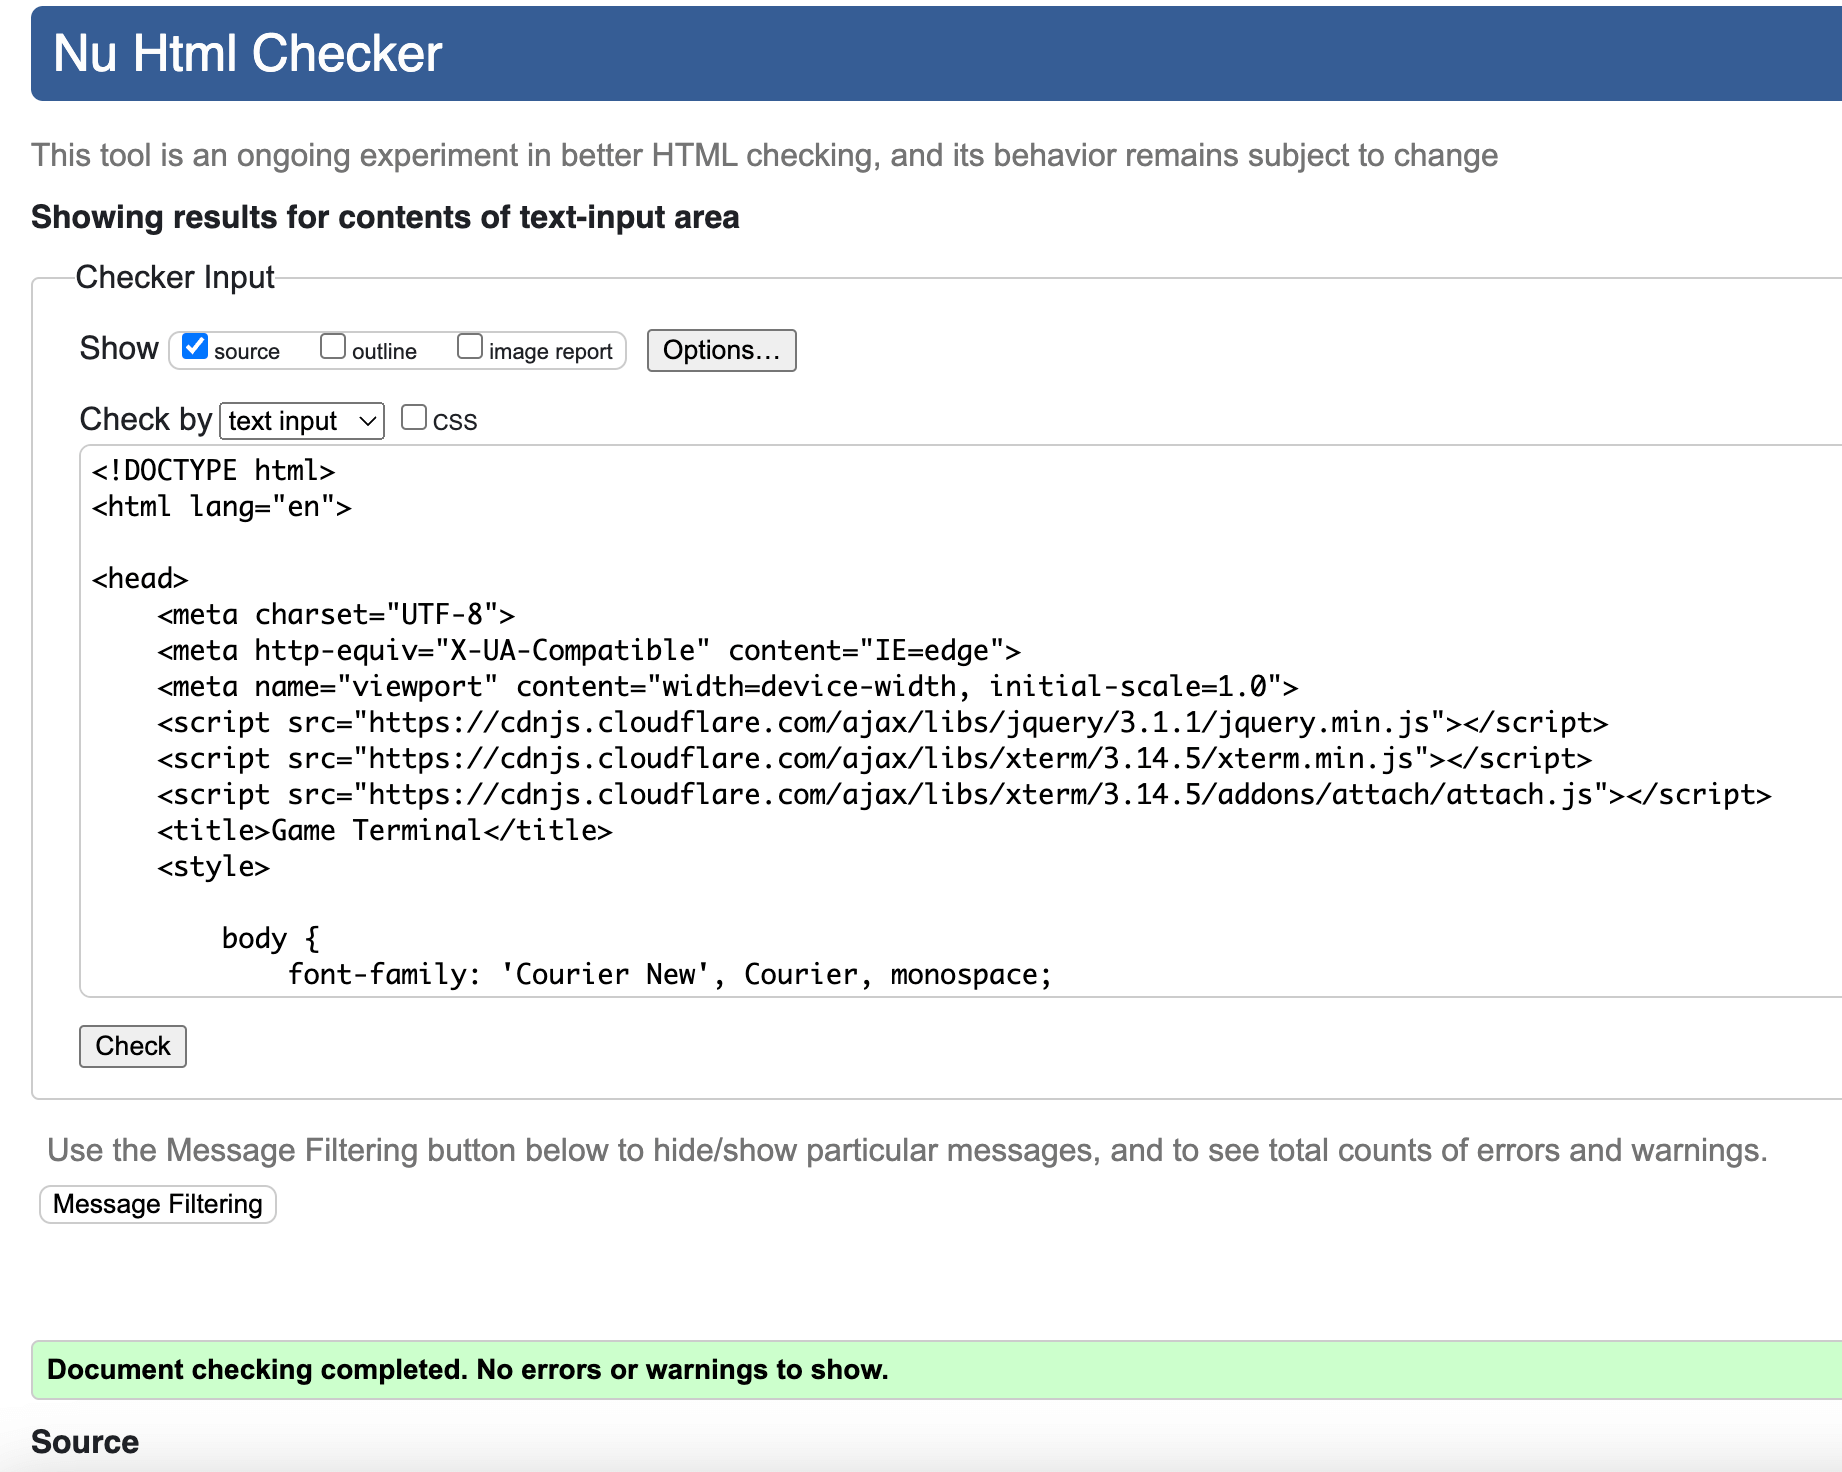 Nu Html Checker
This tool is an ongoing experiment in better HTML checking, and its behavior remains subject to change
Showing results for contents of text-input area
Checker Input
Show source outline image report Options...
Check by text input css
<!DOCTYPE html>
<html lang="en">
<head>
<meta charset="UTF-8">
<meta http-equiv="X-UA-Compatible" content="IE=edge">
<meta name="viewport" content="width=device-width, initial-scale=1.0">
<script src="https://cdnjs.cloudflare.com/ajax/libs/jquery/3.1.1/jquery.min.js"></script>
<script src="https://cdnjs.cloudflare.com/ajax/libs/xterm/3.14.5/xterm.min.js"></script>
<script src="https://cdnjs.cloudflare.com/ajax/libs/xterm/3.14.5/addons/attach/attach.js"></script>
<title>Game Terminal</title>
<style>
body {
font-family: 'Courier New', Courier, monospace;
Check
Use the Message Filtering button below to hide/show particular messages, and to see total counts of errors and warnings.
Message Filtering
Document checking completed. No errors or warnings to show.
Source